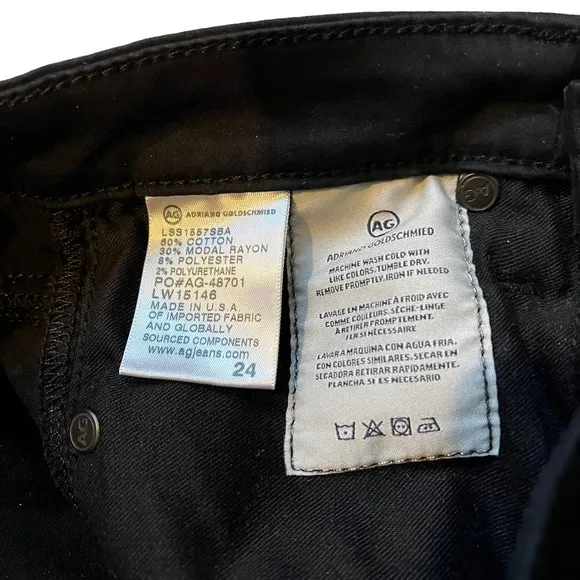 AG ADRIANO GOLDSCHMIED
LSS1557SBA
60% COTTON
30% MODAL RAYON
8% POLYESTER
2% POLYURETHANE
PO#AG-48701
LW15146
MADE IN U.S.A.
OF IMPORTED FABRIC
AND GLOBALLY
SOURCED COMPONENTS
www.agjeans.com
24
AG
ADRIANO GOLDSCHMIED
MACHINE WASH COLD WITH
LIKE COLORS, TUMBLE DRY.
REMOVE PROMPTLY, IRON IF NEEDED
LAVAGE EN MACHINE À FROID AVEC
COMME COULEURS. SÈCHE-LINGE
À RETIRER PROMPTEMENT.
FER SI NÉCESSAIRE
LAVAR A MAQUINA CON AGUA FRIA.
CON COLORES SIMILARES. SECAR EN
SECADORA RETIRAR RAPIDAMENTE.
PLANCHA SI ES NECESARIO
AG
AG